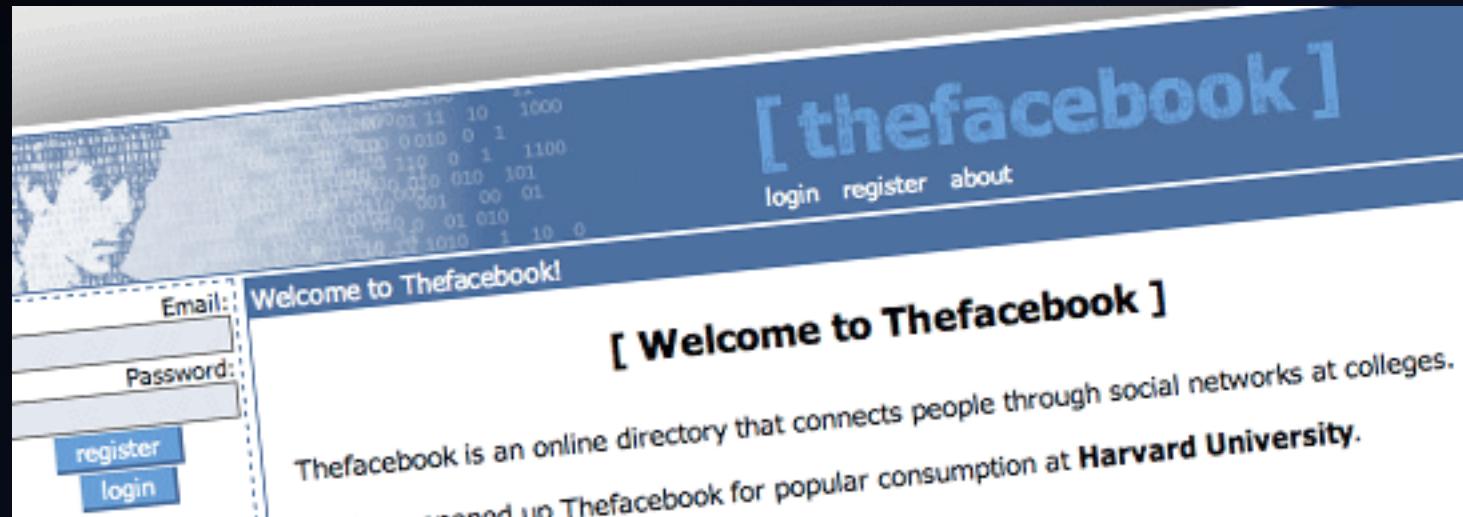 [ thefacebook ]
login register about
Welcome to Thefacebook!
Email:
Password:
register
login
[ Welcome to Thefacebook ]
Thefacebook is an online directory that connects people through social networks at colleges.
up Thefacebook for popular consumption at Harvard University.